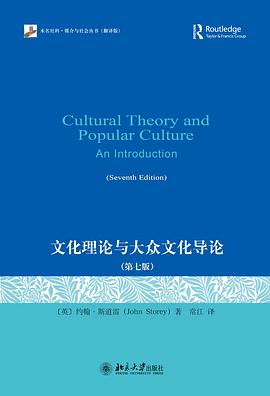 未名社科·媒介与社会丛书（翻译版）
Routledge
Taylor & Francis Group
Cultural Theory and
Popular Culture
An Introduction
(Seventh Edition)
文化理论与大众文化导论
（第七版）
〔英〕约翰·斯道雷（John Storey）著 常江 译
北京大学出版社
PEKING UNIVERSITY PRESS